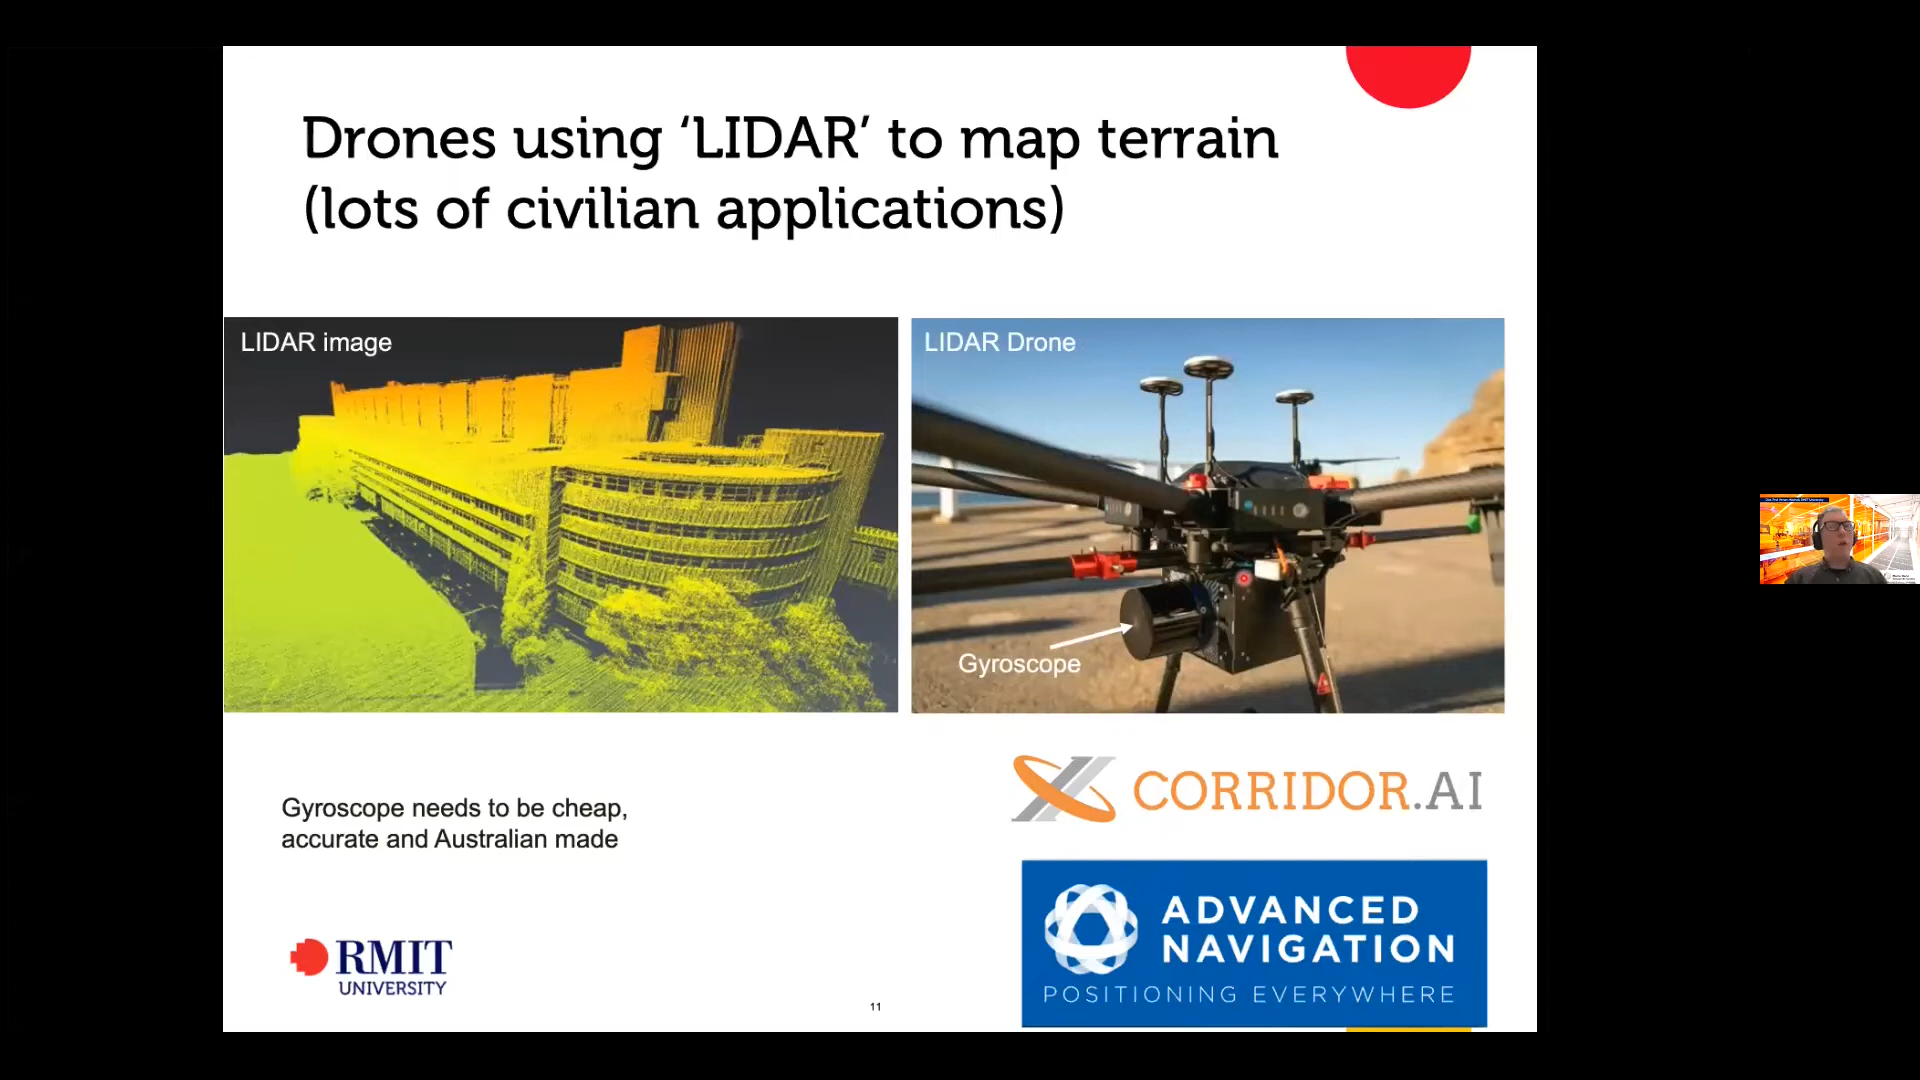 Drones using ‘LIDAR’ to map terrain
(lots of civilian applications)
LIDAR image
LIDAR Drone
Gyroscope
Gyroscope needs to be cheap,
accurate and Australian made
CORRIDOR.AI
ADVANCED
NAVIGATION
POSITIONING EVERYWHERE
RMIT
UNIVERSITY
11